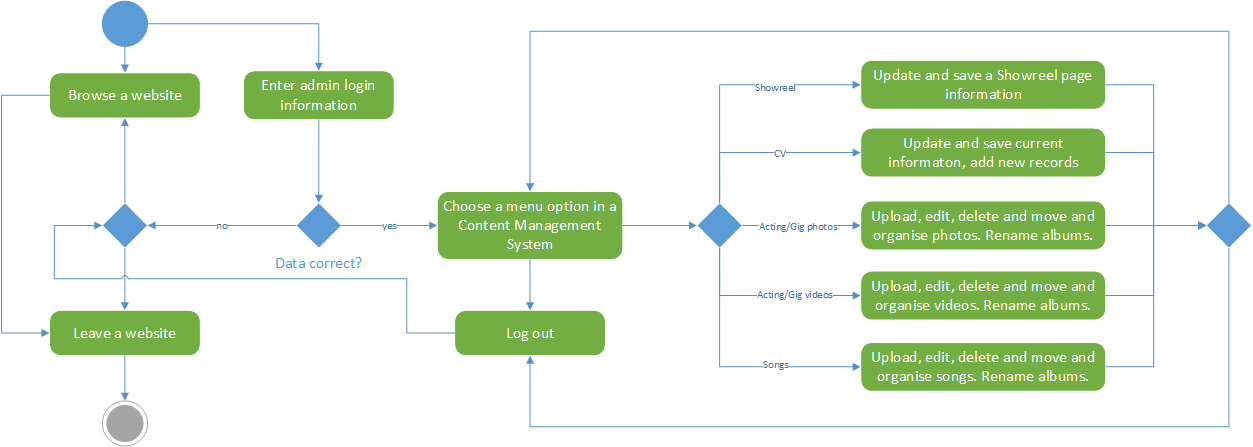 Browse a website
Enter admin login
information
Showreel
Update and save a Showreel page
information
CV
Update and save current
informaton, add new records
no
yes
Data correct?
Choose a menu option in a
Content Management
System
Acting/Gig photos
Upload, edit, delete and move and
organise photos. Rename albums.
Acting/Gig videos
Upload, edit, delete and move and
organise videos. Rename albums.
Leave a website
Log out
Songs
Upload, edit, delete and move and
organise songs. Rename albums.